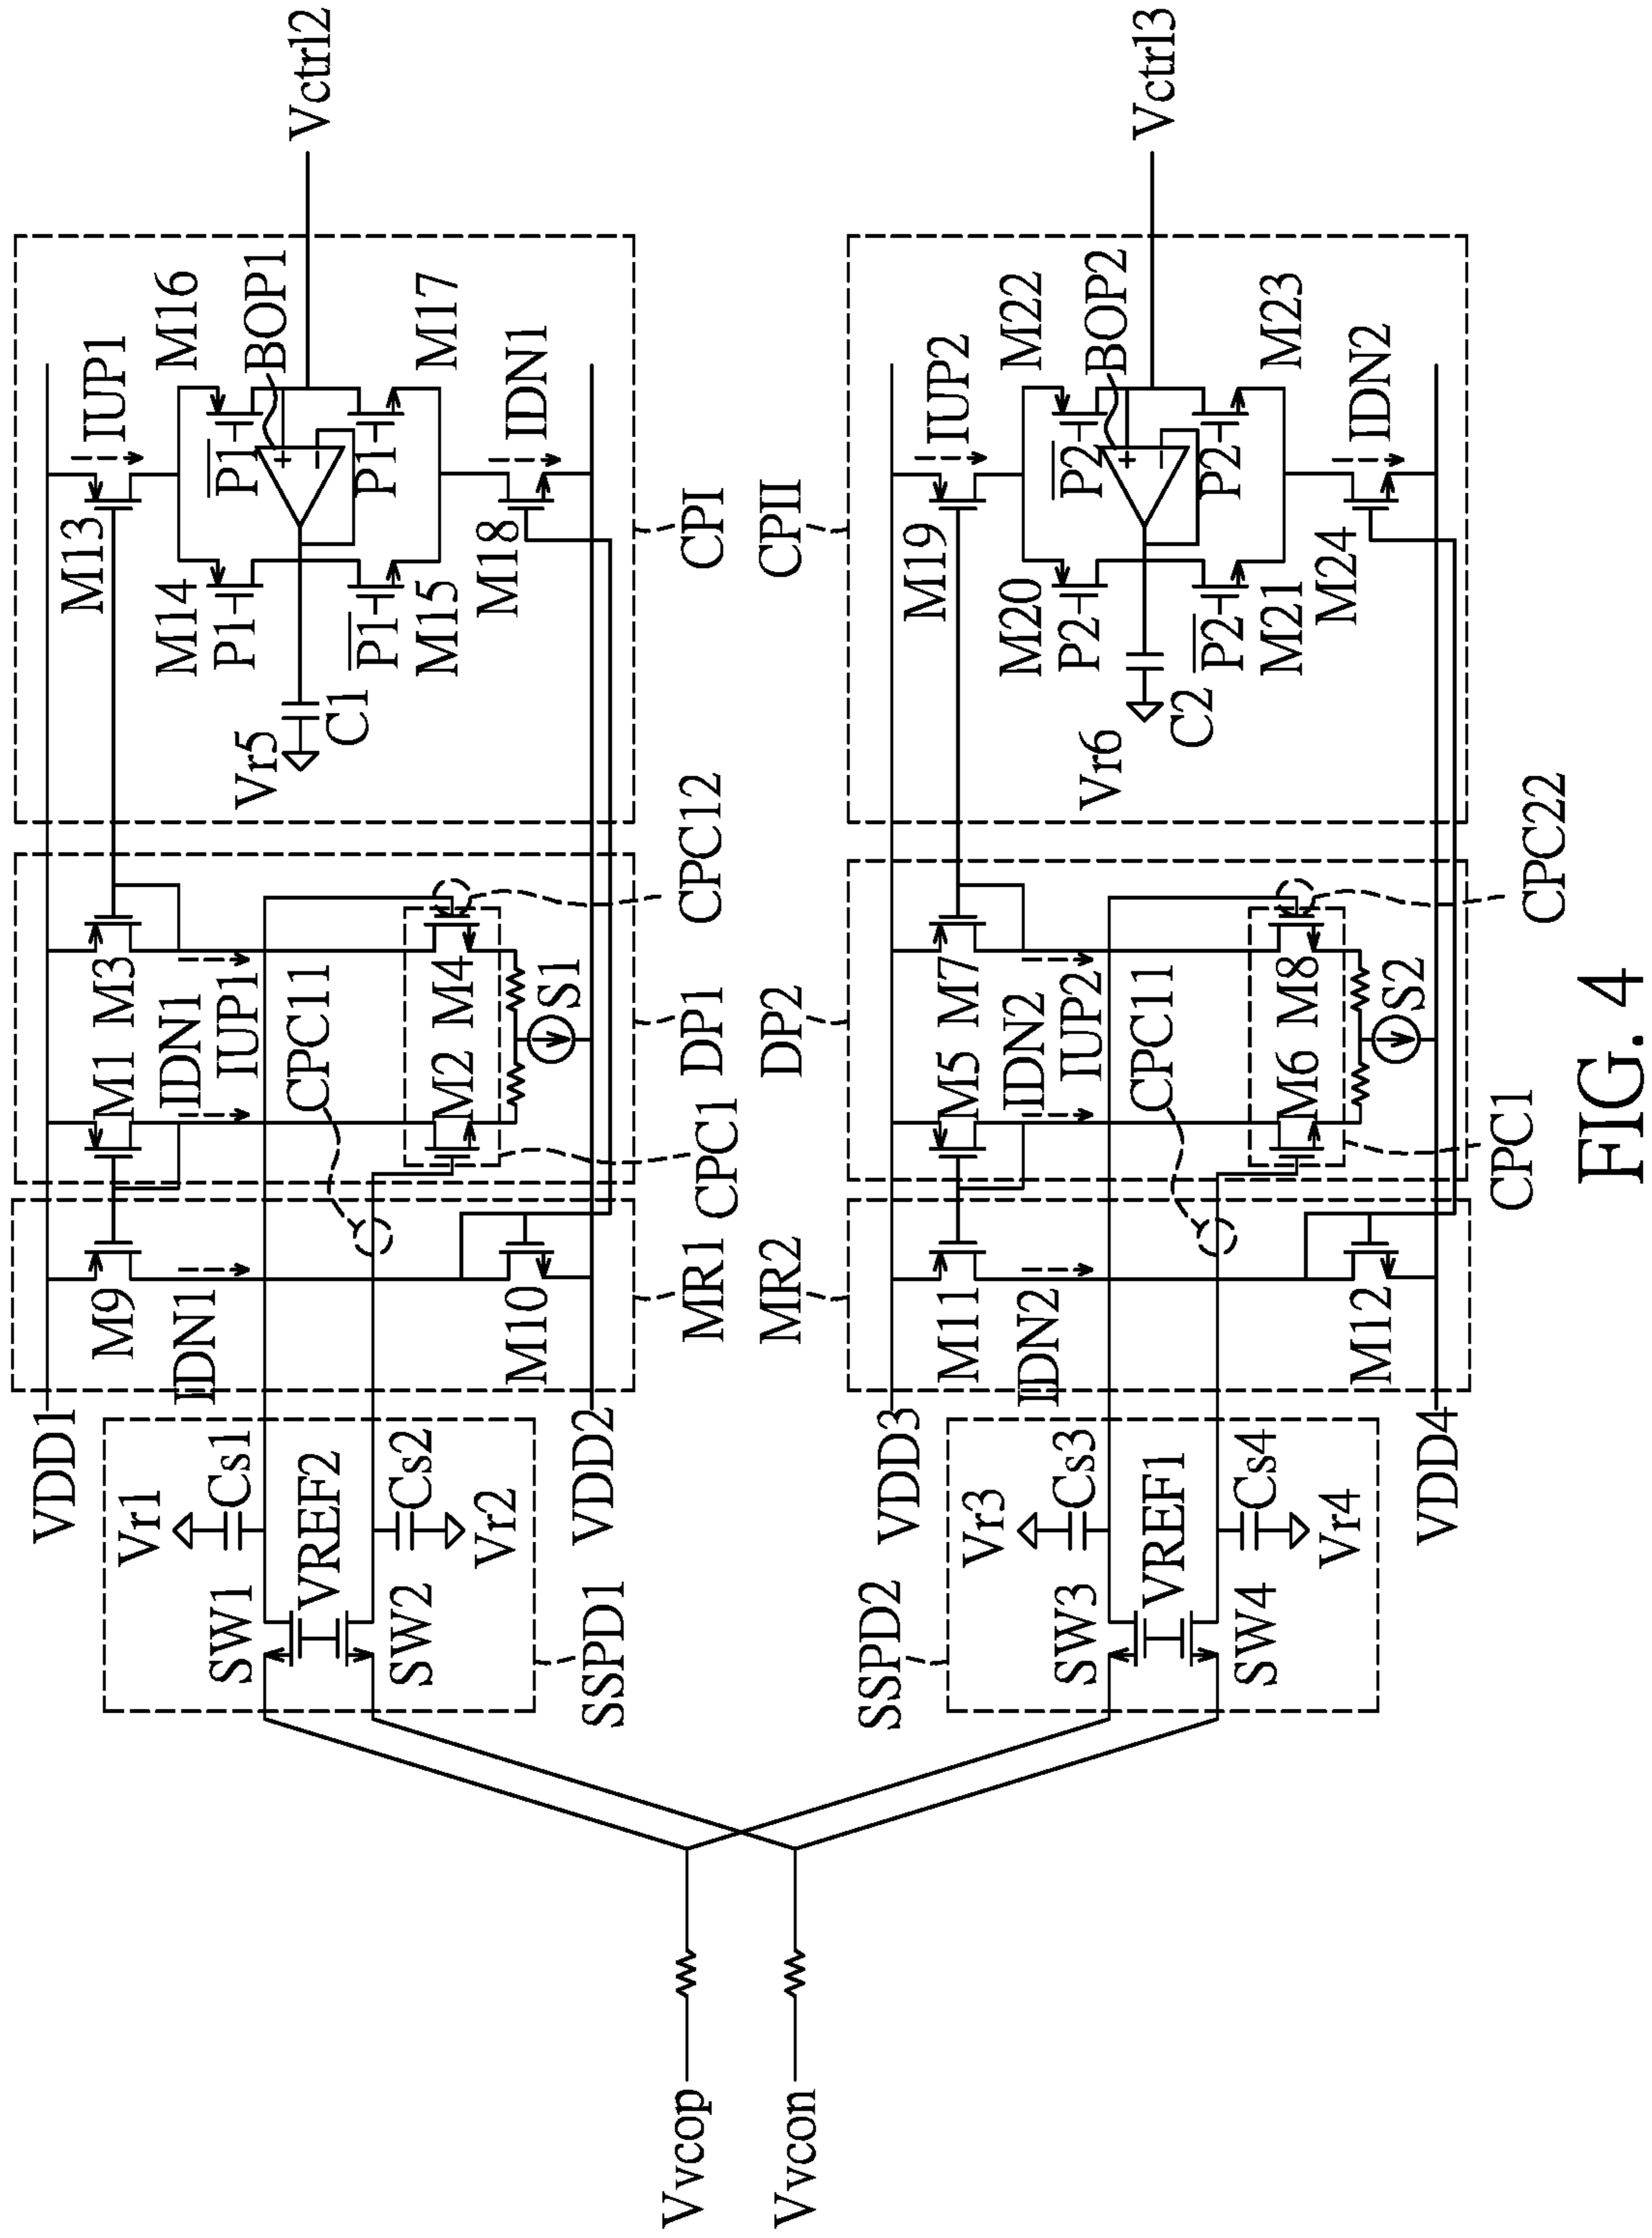 Vvcop
Vvcon
SSPD1
SW1
SW2
VREF2
Vr1
Cs1
Cs2
Vr2
VDD1
VDD2
MR1
M9
IDN1
M10
DP1
M1
M3
IDN1
IUP1
CPC11
M2
M4
S1
CPC1
CPC12
CPI
M13
IUP1
M14
M16
P1
P1
BOP1
Vr5
C1
P1
P1
M15
M17
M18
IDN1
Vctrl2
SSPD2
SW3
SW4
VREF1
Vr3
Cs3
Cs4
Vr4
VDD3
VDD4
MR2
M11
IDN2
M12
DP2
M5
M7
IDN2
IUP2
CPC11
M6
M8
S2
CPC1
CPC22
CPII
M19
IUP2
M20
M22
P2
P2
BOP2
Vr6
C2
P2
P2
M21
M23
M24
IDN2
Vctrl3
FIG. 4